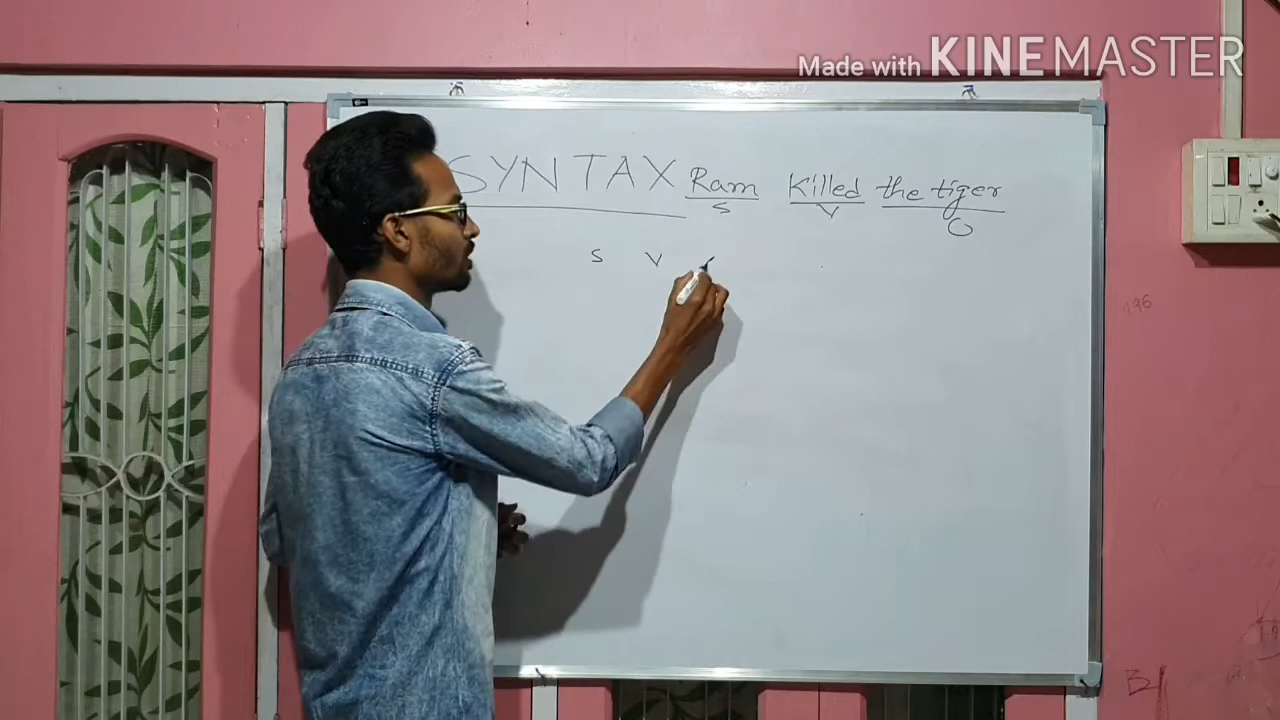 Made with KINEMASTER
SYNTAX Ram Killed the tiger
S V O
S V